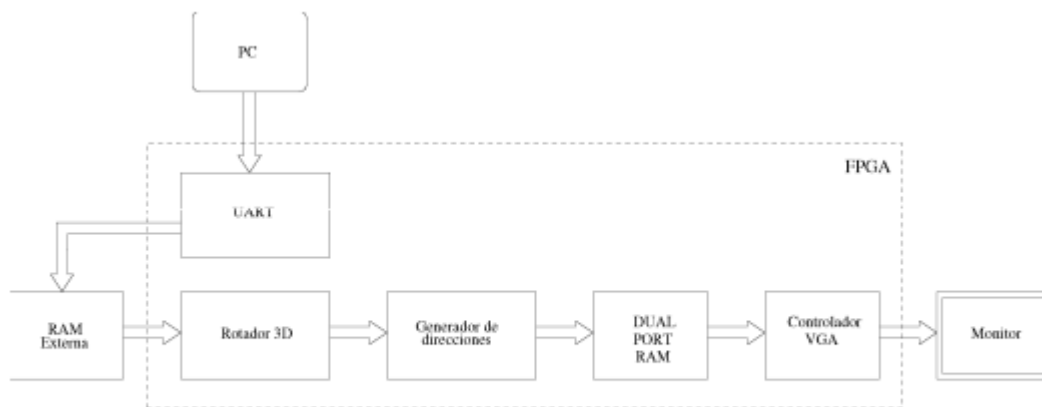 PC
FPGA
UART
RAM
Externa
Rotador 3D
Generador de
direcciones
DUAL
PORT
RAM
Controlador
VGA
Monitor